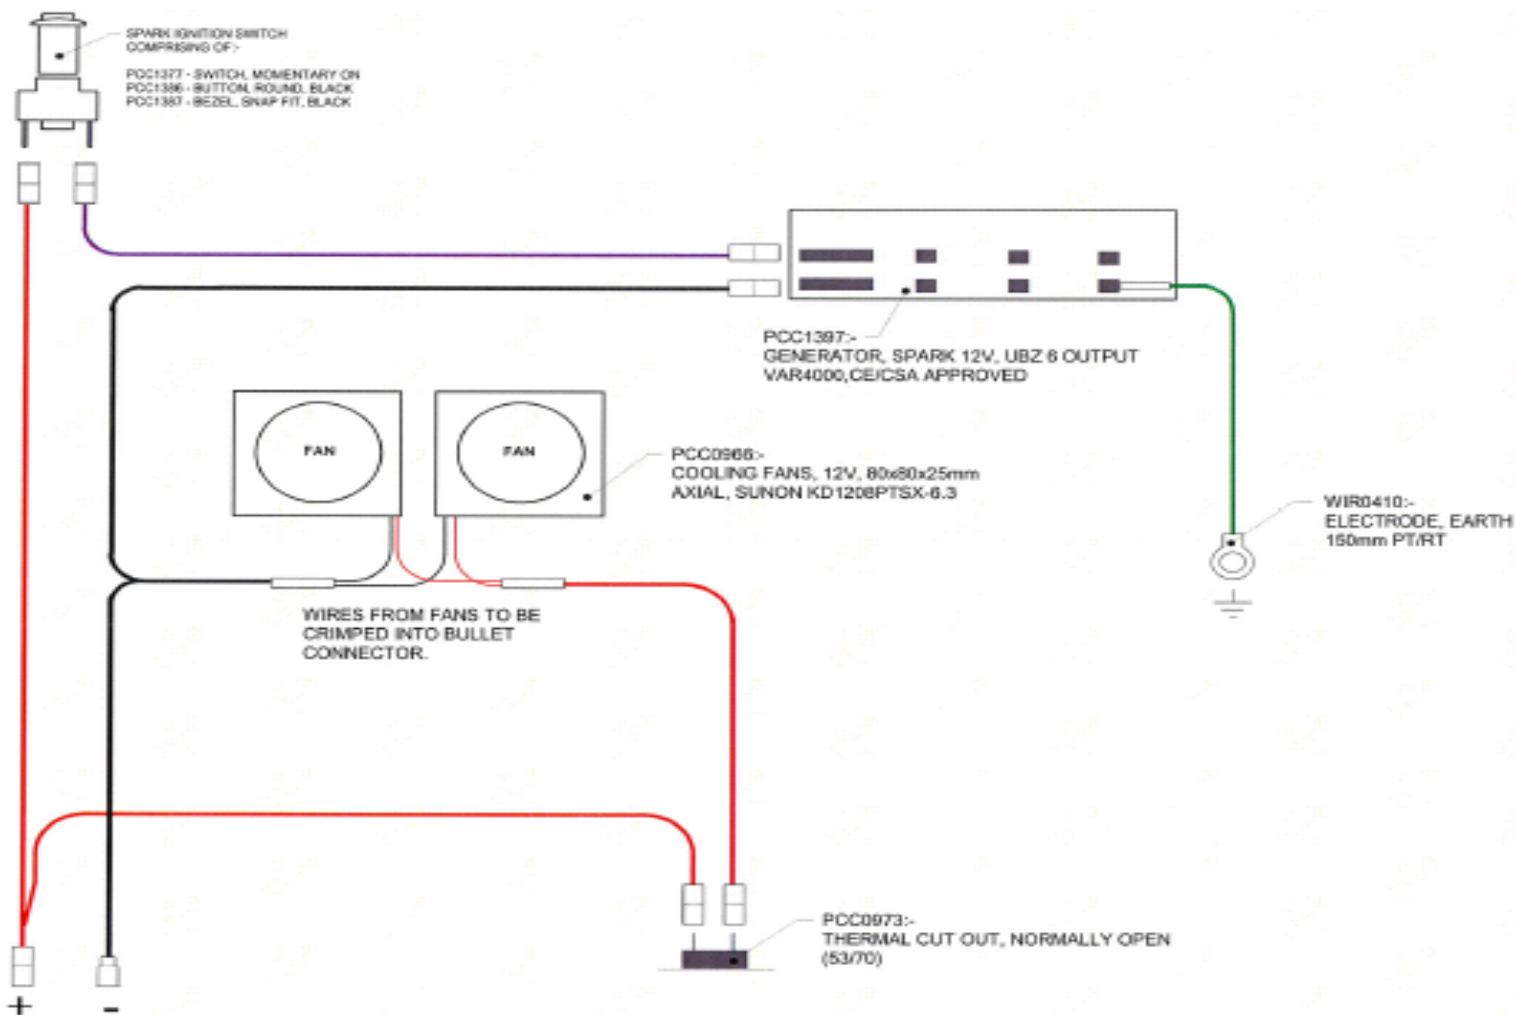 SPARK IGNITION SWITCH
COMPRISING OF:-
PCC1377 - SWITCH, MOMENTARY ON
PCC1386 - BUTTON, ROUND, BLACK
PCC1387 - BEZEL, SNAP FIT, BLACK
PCC1397:-
GENERATOR, SPARK 12V, UBZ 6 OUTPUT
VAR4000,CE/CSA APPROVED
FAN
FAN
PCC0966:-
COOLING FANS, 12V, 80x80x25mm
AXIAL, SUNON KD1208PTSX-6.3
WIR0410:-
ELECTRODE, EARTH
150mm PT/RT
WIRES FROM FANS TO BE
CRIMPED INTO BULLET
CONNECTOR.
PCC0973:-
THERMAL CUT OUT, NORMALLY OPEN
(53/70)
+ -